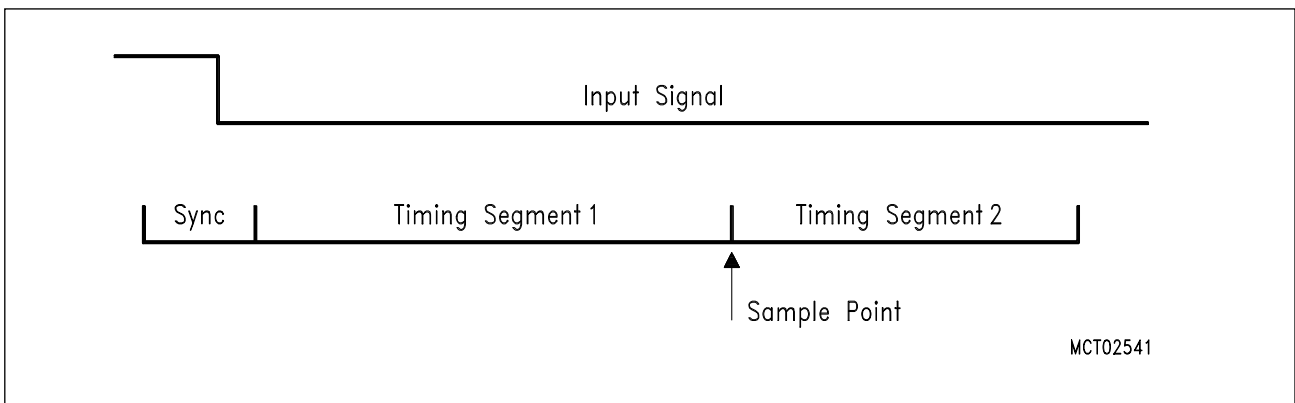 Input Signal
Sync
Timing Segment 1
Timing Segment 2
Sample Point
MCT02541